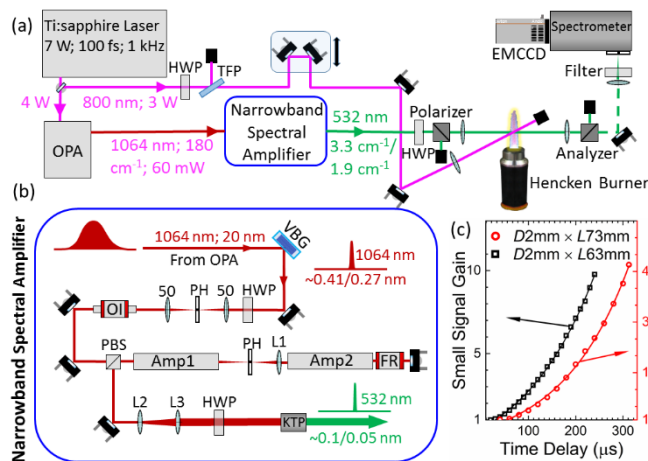 (a)
Ti:sapphire Laser
7 W; 100 fs; 1 kHz
HWP
TFP
4 W
800 nm; 3 W
OPA
1064 nm; 180
cm⁻¹; 60 mW
Narrowband
Spectral
Amplifier
532 nm
3.3 cm⁻¹/
1.9 cm⁻¹
Polarizer
HWP
Analyzer
Hencken Burner
Spectrometer
EMCCD
Filter
(b)
Narrowband Spectral Amplifier
1064 nm; 20 nm
From OPA
VBG
1064 nm
~0.41/0.27 nm
OI
50
PH
50
HWP
PBS
Amp1
PH
L1
Amp2
FR
L2
L3
HWP
KTP
532 nm
~0.1/0.05 nm
(c)
D2mm × L73mm
D2mm × L63mm
Small Signal Gain
10
7
4
1
4
3
2
1
0
100
200
300
Time Delay (μs)